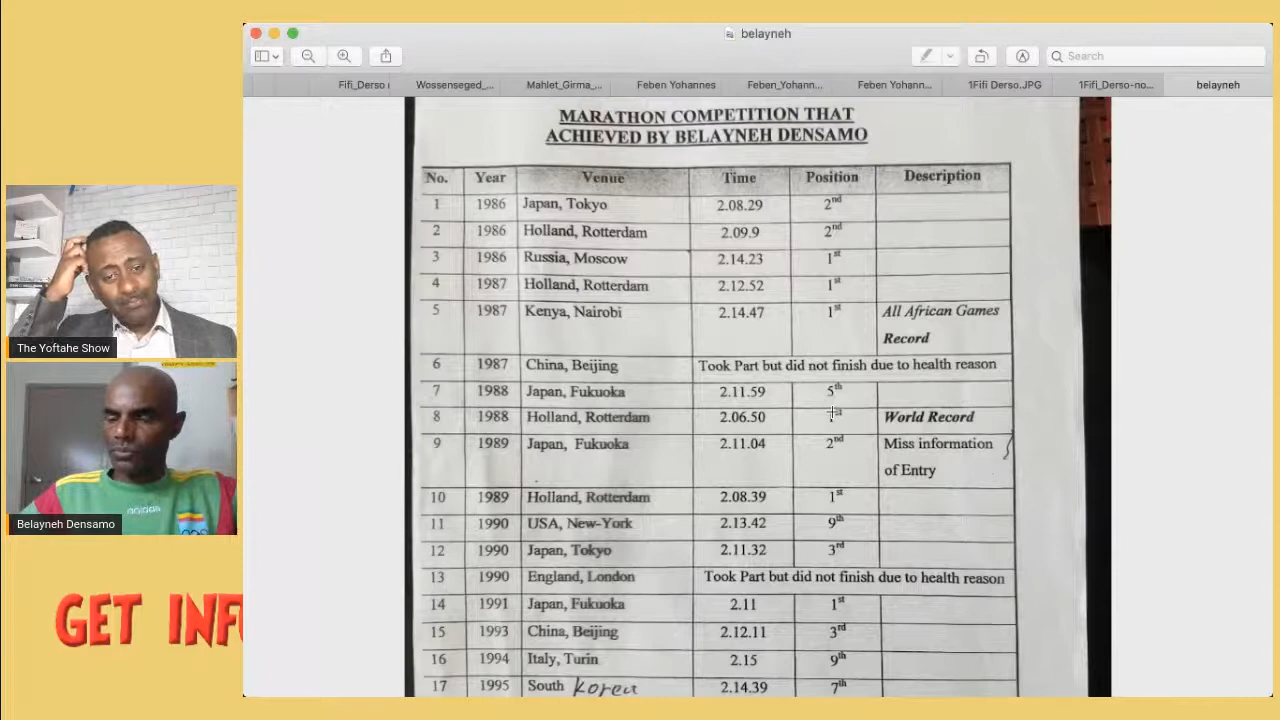 belayneh
Search
Fifi_Derso
Wossenseged_...
Mahlet_Girma_...
Feben Yohannes
Feben_Yohann...
Feben Yohann...
1Fifi Derso.JPG
1Fifi_Derso-no...
belayneh
MARATHON COMPETITION THAT
ACHIEVED BY BELAYNEH DENSAMO
No. Year Venue Time Position Description
1 1986 Japan, Tokyo 2.08.29 2nd
2 1986 Holland, Rotterdam 2.09.9 2nd
3 1986 Russia, Moscow 2.14.23 1st
4 1987 Holland, Rotterdam 2.12.52 1st
5 1987 Kenya, Nairobi 2.14.47 1st All African Games
Record
6 1987 China, Beijing Took Part but did not finish due to health reason
7 1988 Japan, Fukuoka 2.11.59 5th
8 1988 Holland, Rotterdam 2.06.50 World Record
9 1989 Japan, Fukuoka 2.11.04 2nd Miss information
of Entry
10 1989 Holland, Rotterdam 2.08.39 1st
11 1990 USA, New-York 2.13.42 9th
12 1990 Japan, Tokyo 2.11.32 3rd
13 1990 England, London Took Part but did not finish due to health reason
14 1991 Japan, Fukuoka 2.11 1st
15 1993 China, Beijing 2.12.11 3rd
16 1994 Italy, Turin 2.15 9th
17 1995 South Korea 2.14.39 7th
The Yoftahe Show
adidas
Belayneh Densamo
GET INF